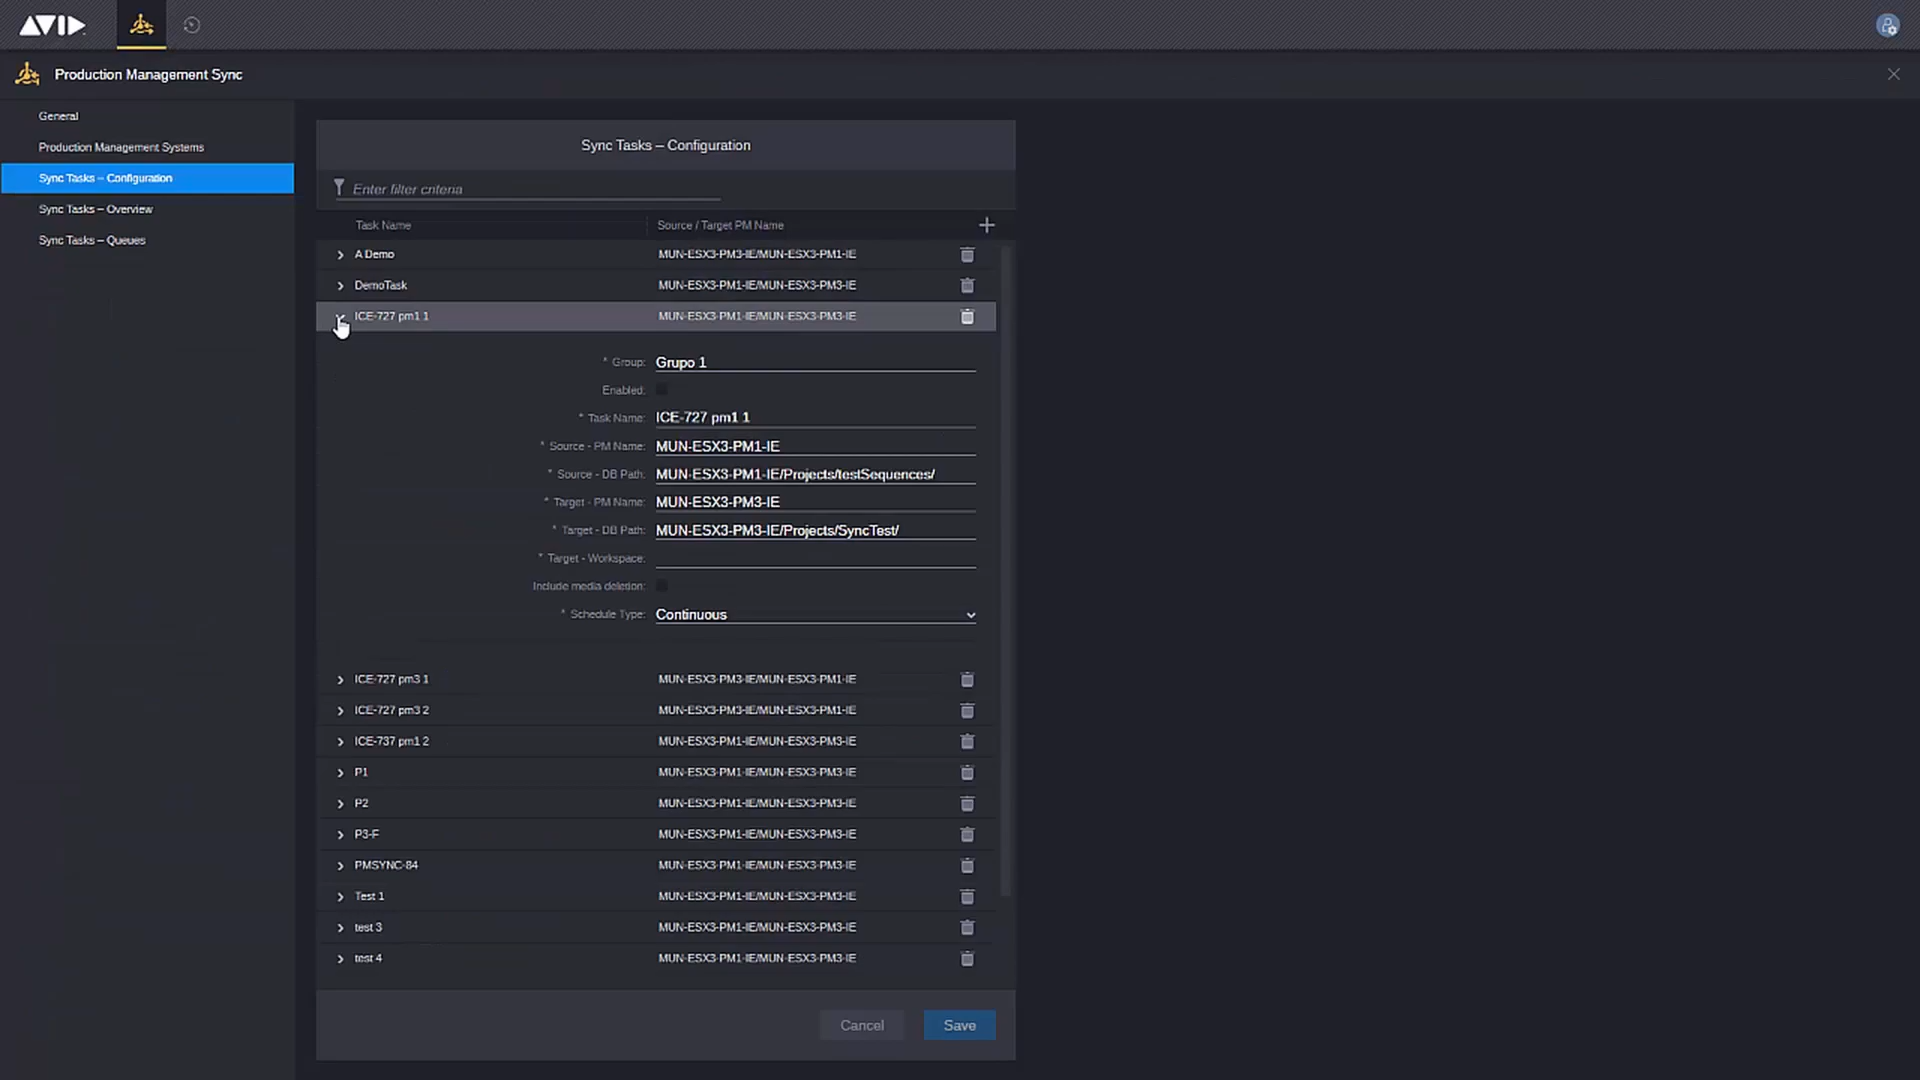 AVID
Production Management Sync
General
Production Management Systems
Sync Tasks – Configuration
Sync Tasks – Overview
Sync Tasks – Queues
Sync Tasks – Configuration
Enter filter criteria
Task Name Source / Target PM Name
A Demo MUN-ESX3-PM3-IE/MUN-ESX3-PM1-IE
DemoTask MUN-ESX3-PM1-IE/MUN-ESX3-PM3-IE
ICE-727 pm1 1 MUN-ESX3-PM1-IE/MUN-ESX3-PM3-IE
* Group: Grupo 1
Enabled:
* Task Name: ICE-727 pm1 1
* Source - PM Name: MUN-ESX3-PM1-IE
* Source - DB Path: MUN-ESX3-PM1-IE/Projects/testSequences/
* Target - PM Name: MUN-ESX3-PM3-IE
* Target - DB Path: MUN-ESX3-PM3-IE/Projects/SyncTest/
* Target - Workspace:
Include media deletion:
* Schedule Type: Continuous
ICE-727 pm3 1 MUN-ESX3-PM3-IE/MUN-ESX3-PM1-IE
ICE-727 pm3 2 MUN-ESX3-PM3-IE/MUN-ESX3-PM1-IE
ICE-737 pm1 2 MUN-ESX3-PM1-IE/MUN-ESX3-PM3-IE
P1 MUN-ESX3-PM1-IE/MUN-ESX3-PM3-IE
P2 MUN-ESX3-PM1-IE/MUN-ESX3-PM3-IE
P3-F MUN-ESX3-PM1-IE/MUN-ESX3-PM3-IE
PMSYNC-84 MUN-ESX3-PM1-IE/MUN-ESX3-PM3-IE
Test 1 MUN-ESX3-PM1-IE/MUN-ESX3-PM3-IE
test 3 MUN-ESX3-PM1-IE/MUN-ESX3-PM3-IE
test 4 MUN-ESX3-PM1-IE/MUN-ESX3-PM3-IE
Cancel Save